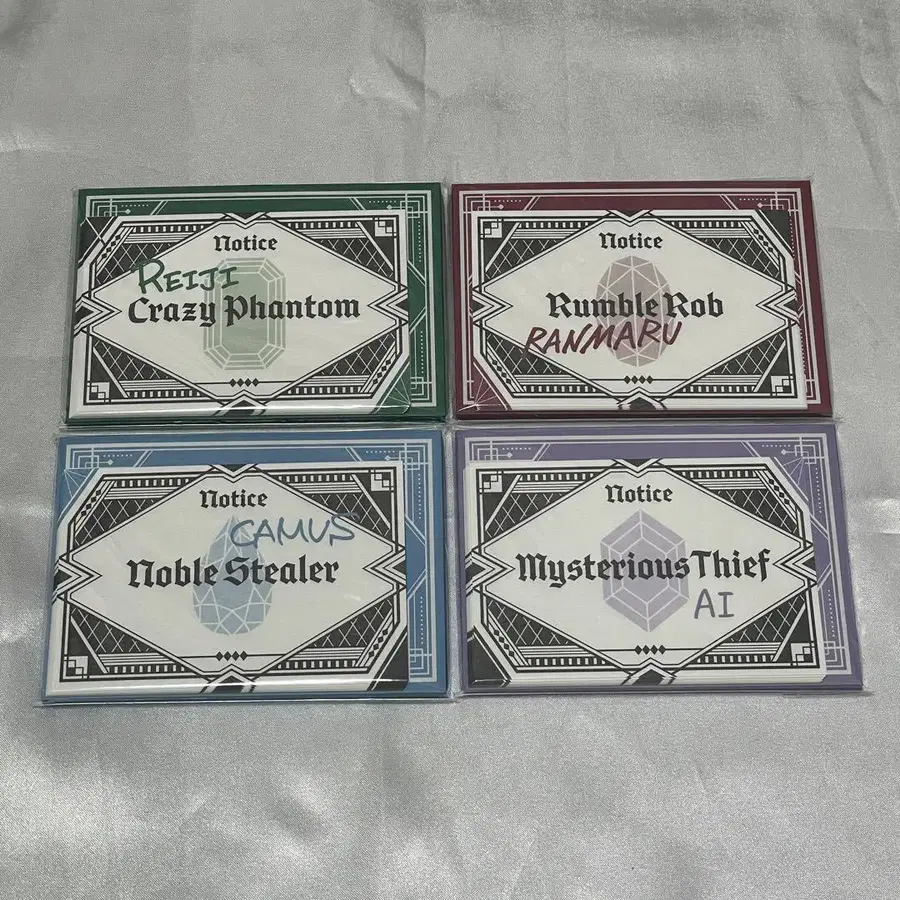 Notice
REIJI
Crazy Phantom
Notice
Rumble Rob
RANMARU
Notice
CAMUS
Noble Stealer
Notice
Mysterious Thief
AI